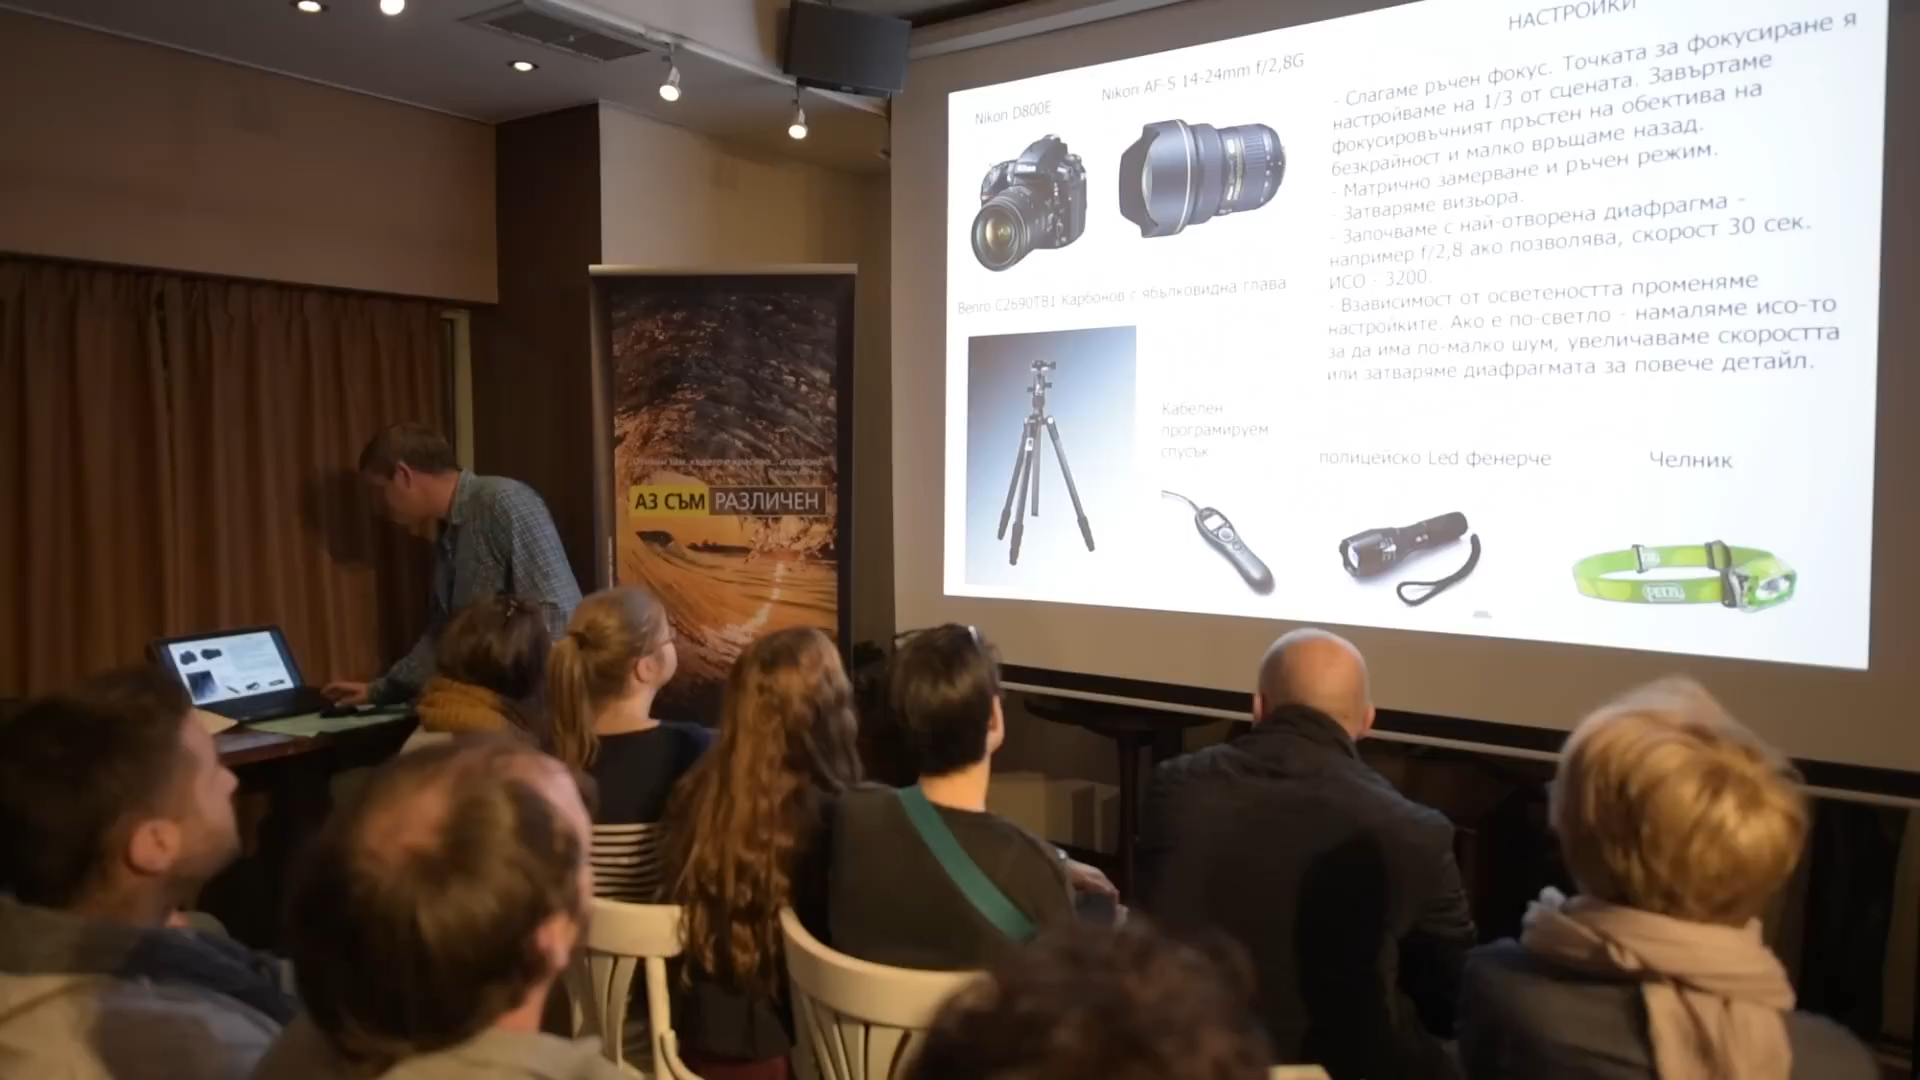 НАСТРОЙКИ
Nikon D800E
Nikon AF-S 14-24mm f/2,8G
- Слагаме ръчен фокус. Точката за фокусиране я
настройваме на 1/3 от сцената. Завъртаме
фокусировъчният пръстен на обектива на
безкрайност и малко връщаме назад.
- Матрично замерване и ръчен режим.
- Затваряме визьора.
- Започваме с най-отворена диафрагма -
например f/2,8 ако позволява, скорост 30 сек.
ИСО - 3200.
- Взависимост от осветеността променяме
настройките. Ако е по-светло - намаляме исо-то
за да има по-малко шум, увеличаваме скоростта
или затваряме диафрагмата за повече детайл.
Benro C2690TB1 Карбонов с ябълковидна глава
Кабелен
програмируем
спусък
полицейско Led фенерче
Челник
PETZL
АЗ СЪМ РАЗЛИЧЕН